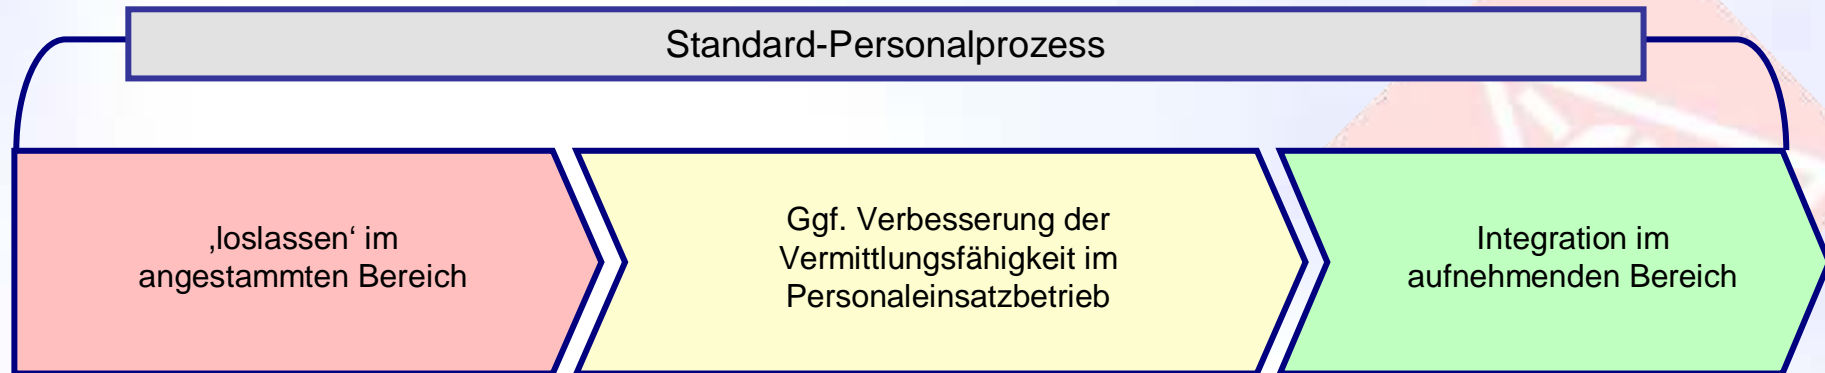 Standard-Personalprozess
‚loslassen‘ im
angestammten Bereich
Ggf. Verbesserung der
Vermittlungsfähigkeit im
Personaleinsatzbetrieb
Integration im
aufnehmenden Bereich